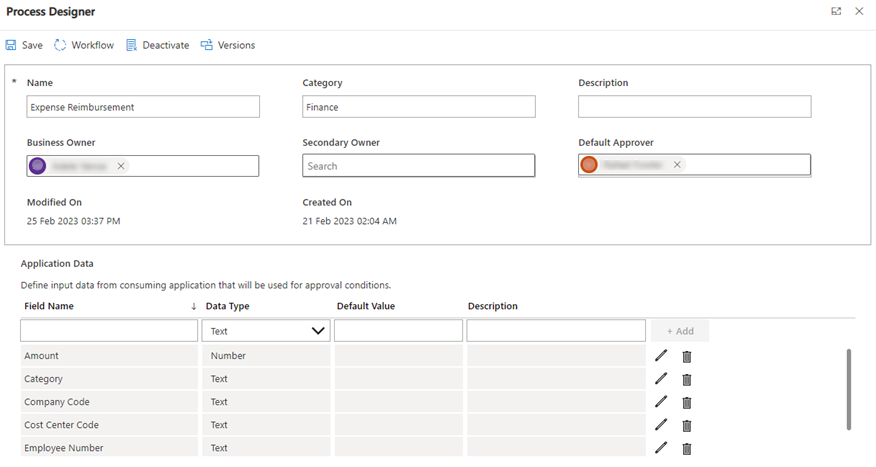 Process Designer
Save Workflow Deactivate Versions
* Name Category Description
Expense Reimbursement Finance
Business Owner Secondary Owner Default Approver
Search
Modified On Created On
25 Feb 2023 03:37 PM 21 Feb 2023 02:04 AM
Application Data
Define input data from consuming application that will be used for approval conditions.
Field Name ↓ Data Type Default Value Description
Text + Add
Amount Number
Category Text
Company Code Text
Cost Center Code Text
Employee Number Text